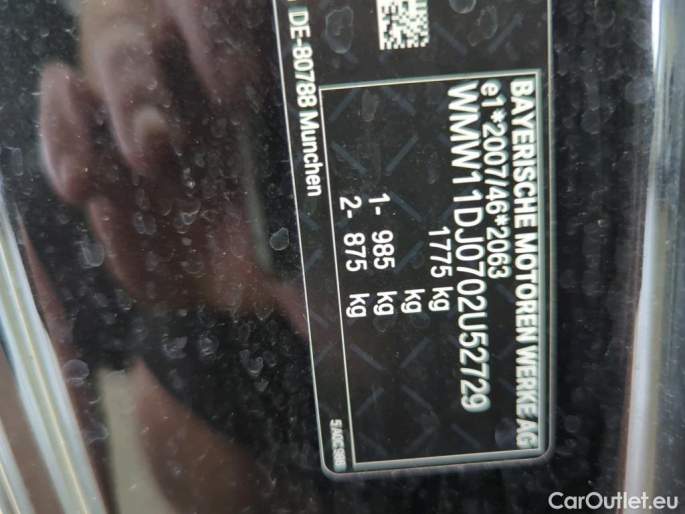 BAYERISCHE MOTOREN WERKE AG
e1*2007/46*2063
WMW11DJ0702U52729
1775 kg
kg
1- 985 kg
2- 875 kg
DE-80788 Munchen
CarOutlet.eu